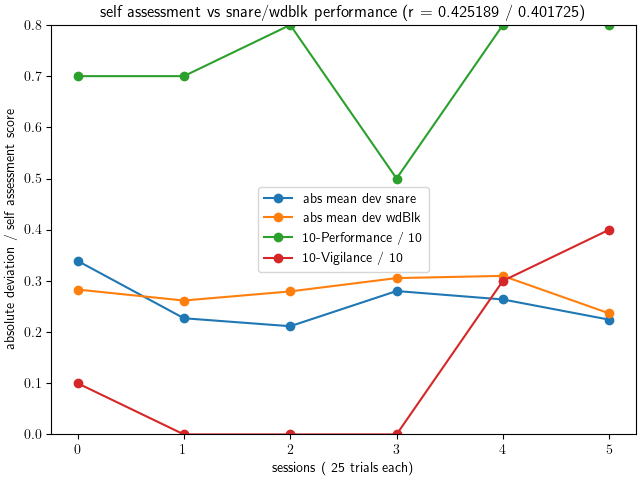 self assessment vs snare/wdblk performance (r = 0.425189 / 0.401725)
absolute deviation / self assessment score
0.8
0.7
0.6
0.5
0.4
0.3
0.2
0.1
0.0
abs mean dev snare
abs mean dev wdBlk
10-Performance / 10
10-Vigilance / 10
0 1 2 3 4 5
sessions ( 25 trials each)